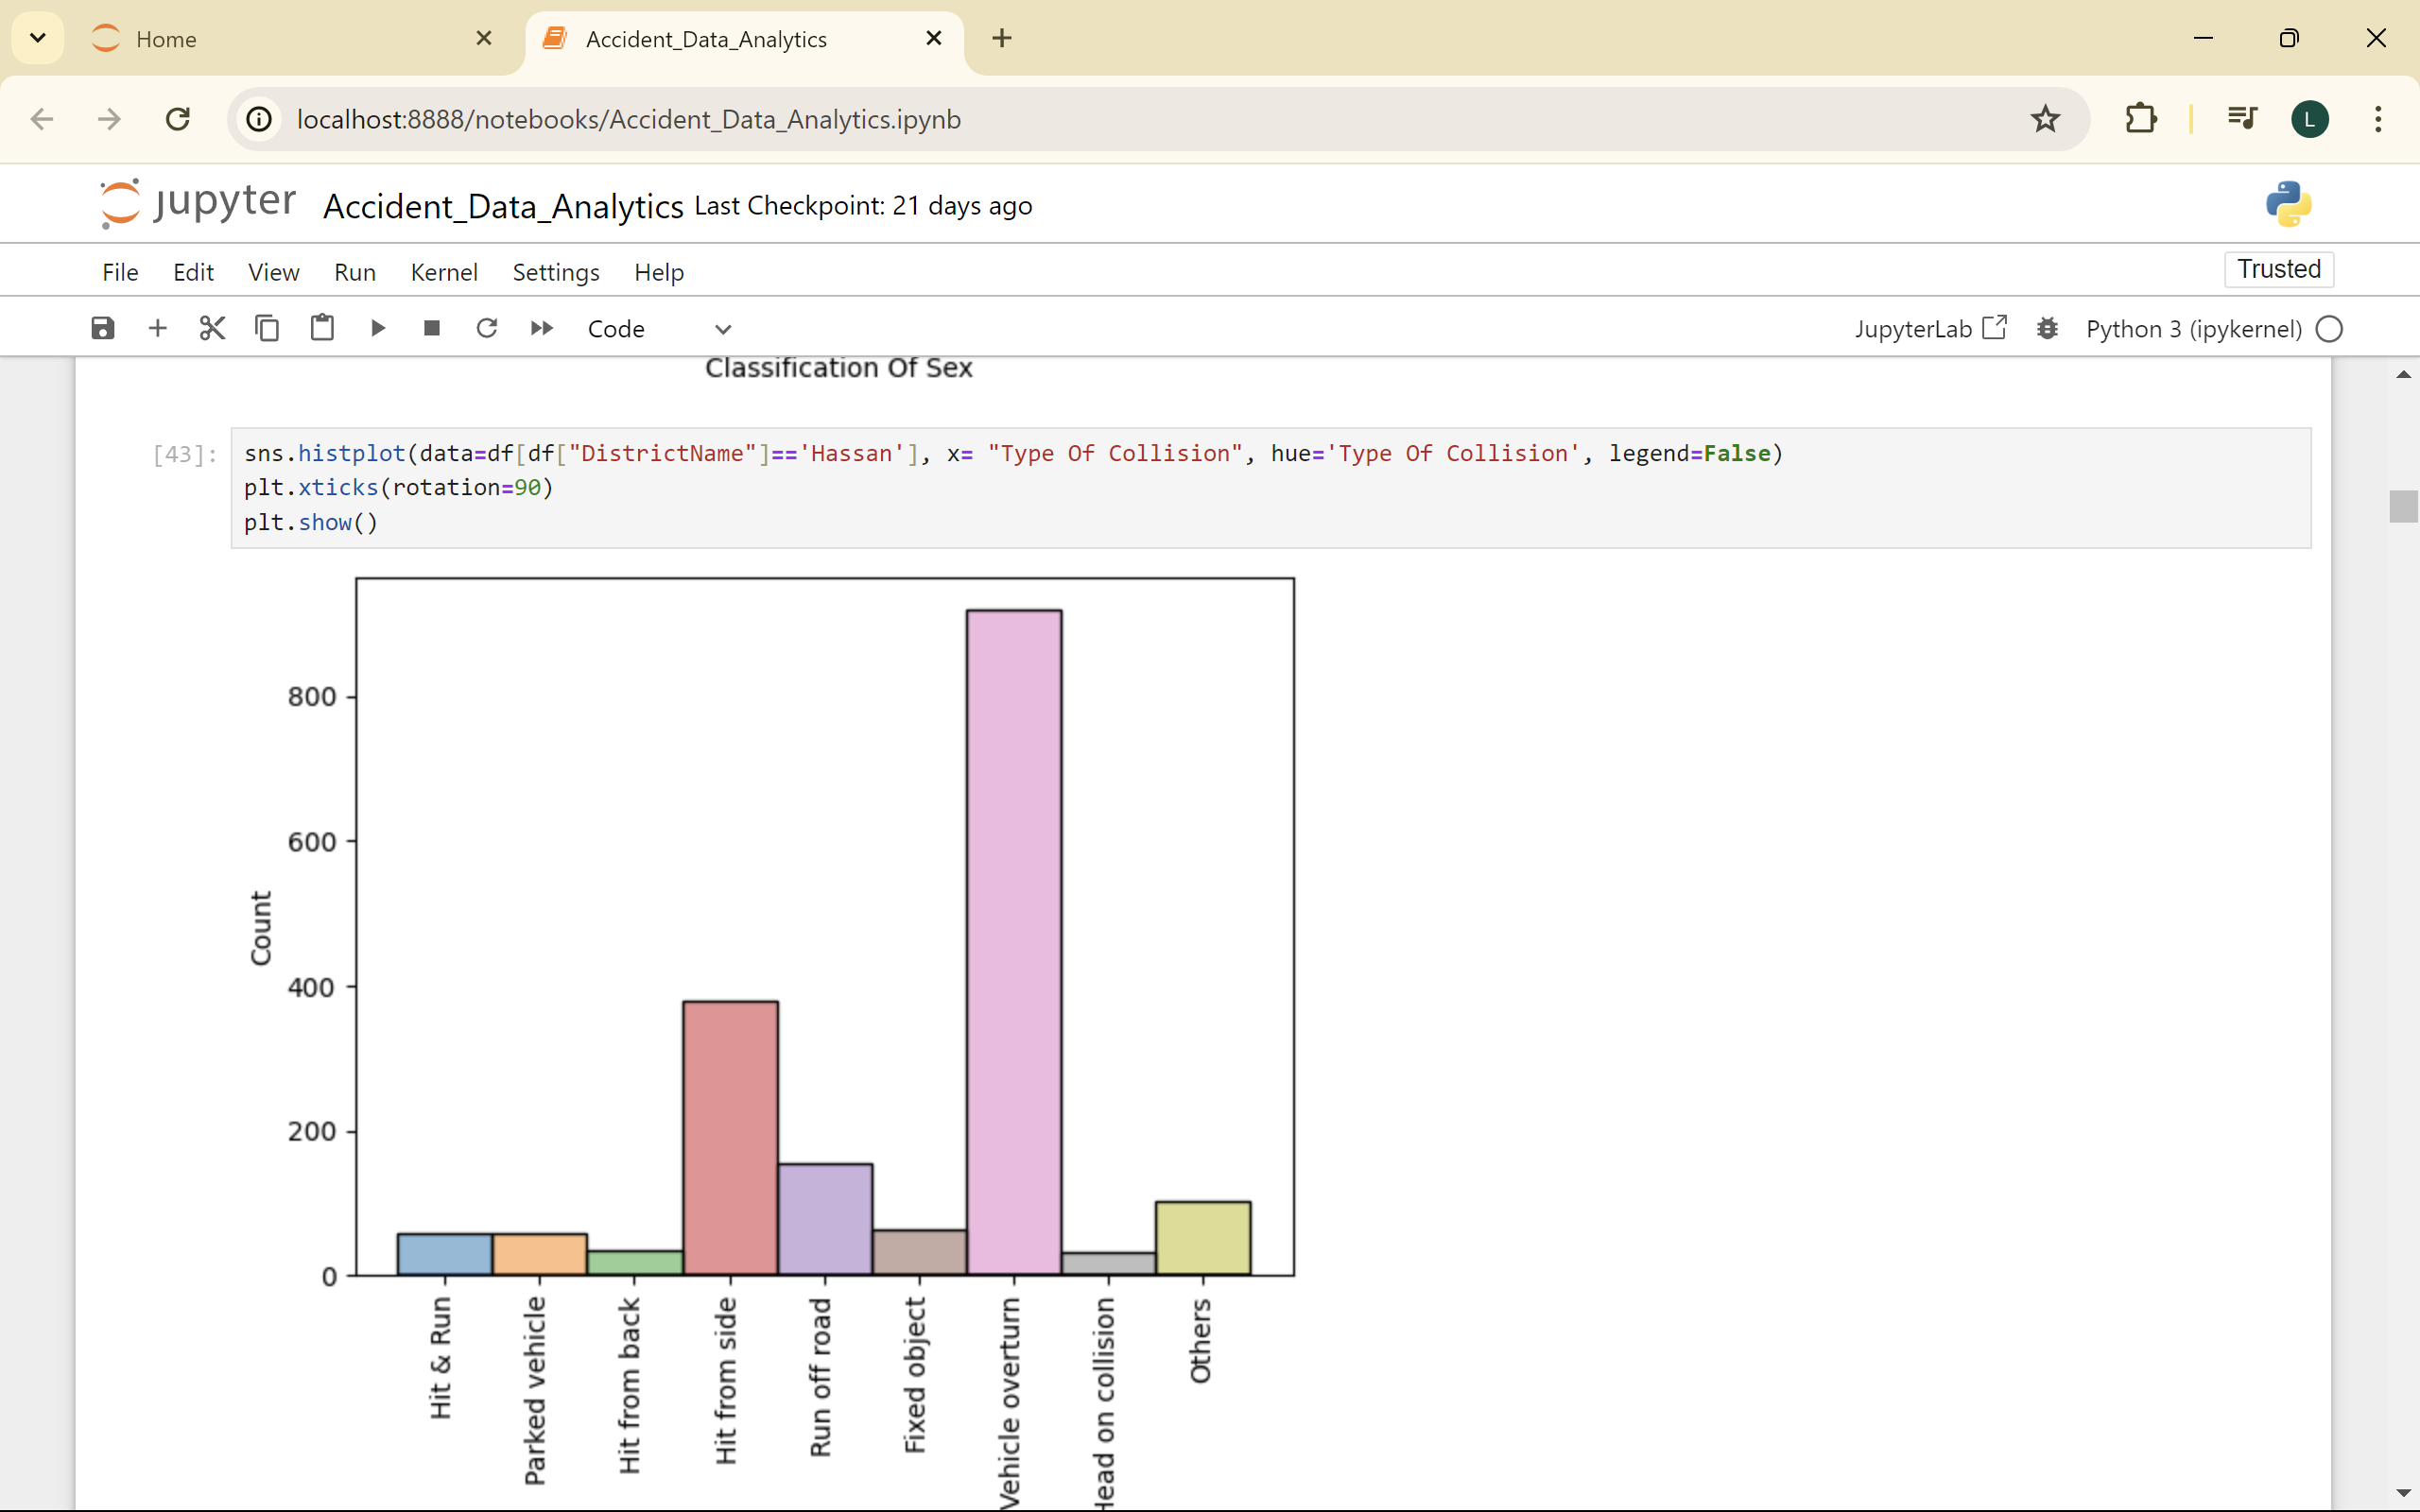 Home
Accident_Data_Analytics
localhost:8888/notebooks/Accident_Data_Analytics.ipynb
L
jupyter Accident_Data_Analytics Last Checkpoint: 21 days ago
File Edit View Run Kernel Settings Help
Trusted
Code
JupyterLab Python 3 (ipykernel)
Classification Of Sex
[43]:
sns.histplot(data=df[df["DistrictName"]=='Hassan'], x= "Type Of Collision", hue='Type Of Collision', legend=False)
plt.xticks(rotation=90)
plt.show()
800
600
400
200
0
Count
Hit & Run
Parked vehicle
Hit from back
Hit from side
Run off road
Fixed object
Vehicle overturn
Head on collision
Others